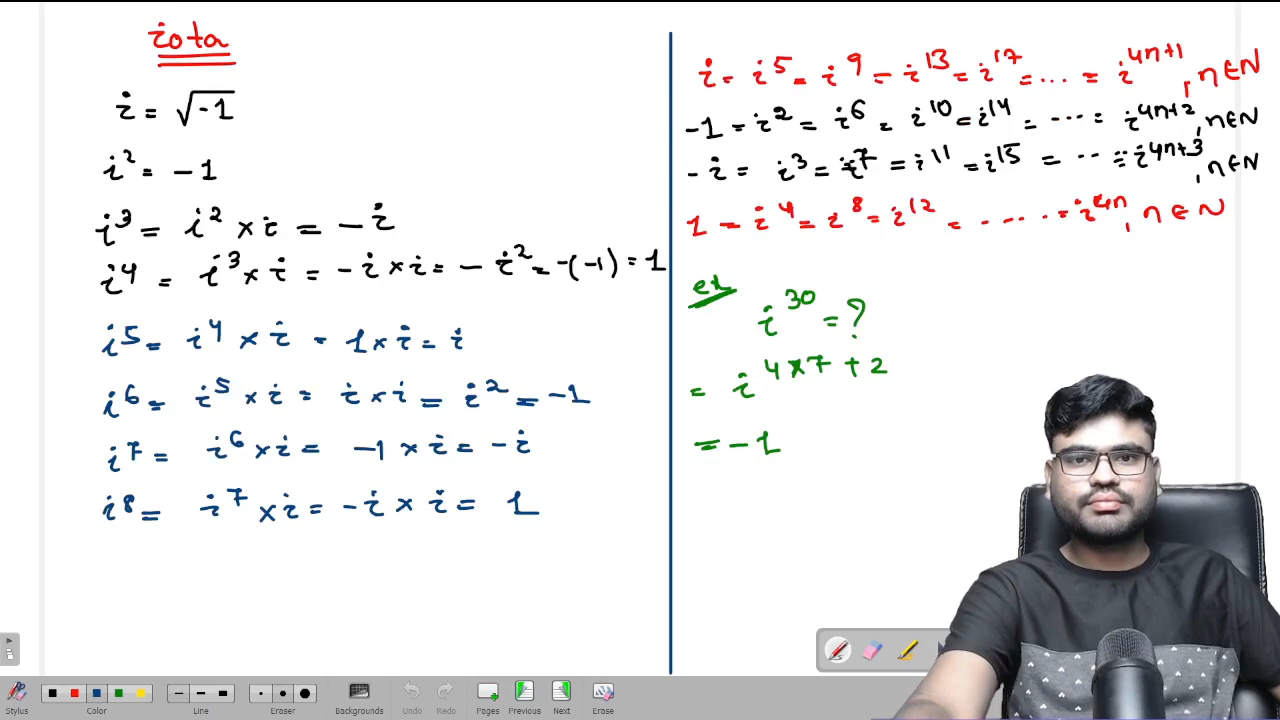 iota
i = √-1
i² = -1
i³ = i² × i = -i
i⁴ = i³ × i = -i × i = - i² = -(-1) = 1
i⁵ = i⁴ × i = 1 × i = i
i⁶ = i⁵ × i = i × i = i² = -1
i⁷ = i⁶ × i = -1 × i = -i
i⁸ = i⁷ × i = -i × i = 1
i = i⁵ = i⁹ = i¹³ = i¹⁷ = ... = i⁴ⁿ⁺¹, n∈N
-1 = i² = i⁶ = i¹⁰ = i¹⁴ = ... = i⁴ⁿ⁺², n∈N
-i = i³ = i⁷ = i¹¹ = i¹⁵ = ... = i⁴ⁿ⁺³, n∈N
1 = i⁴ = i⁸ = i¹² = ...... = i⁴ⁿ, n ∈ N
ex
i³⁰ = ?
= i^4×7+2
= -1
Stylus
Color
Line
Eraser
Backgrounds
Undo
Redo
Pages
Previous
Next
Erase